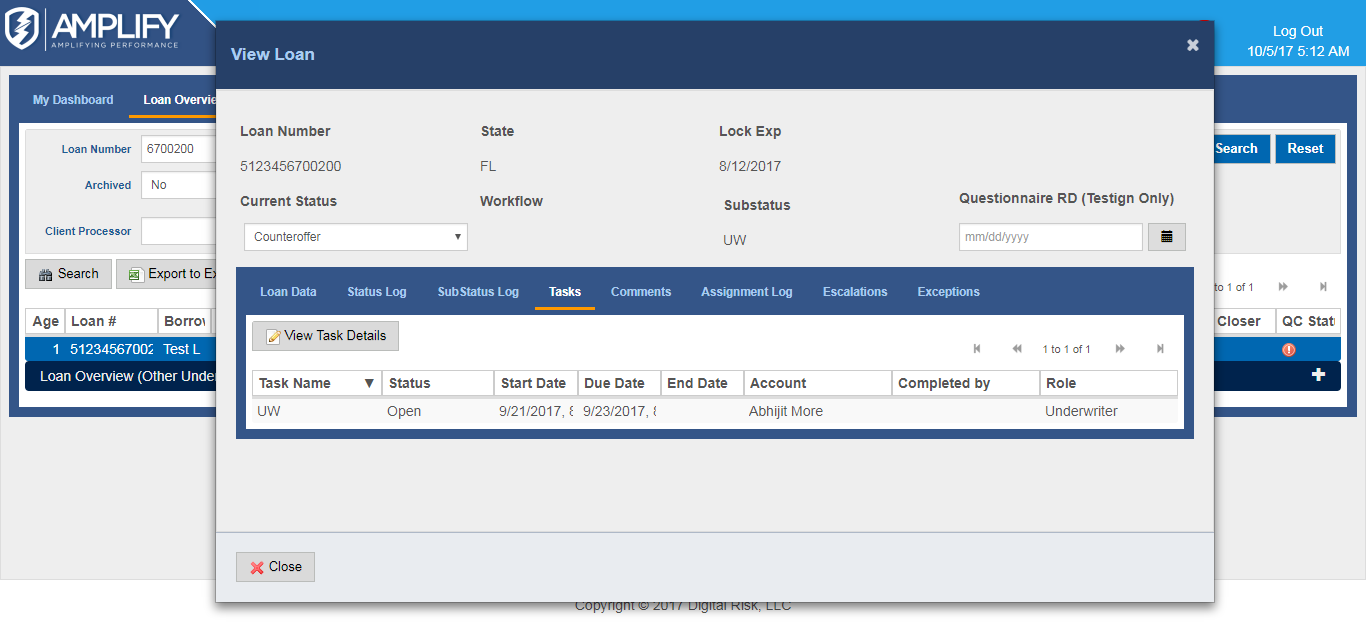 AMPLIFY
AMPLIFYING PERFORMANCE
Log Out
10/5/17 5:12 AM
View Loan
My Dashboard Loan Overvie
Loan Number 6700200
Archived No
Client Processor
Search Export to Ex
Search Reset
to 1 of 1
Age Loan # Borrow
Closer QC Statu
1 51234567002 Test L
Loan Overview (Other Unde
Loan Number State Lock Exp
5123456700200 FL 8/12/2017
Current Status Workflow Substatus Questionnaire RD (Testign Only)
Counteroffer UW mm/dd/yyyy
Loan Data Status Log SubStatus Log Tasks Comments Assignment Log Escalations Exceptions
View Task Details
1 to 1 of 1
Task Name Status Start Date Due Date End Date Account Completed by Role
UW Open 9/21/2017, 8 9/23/2017, 8 Abhijit More Underwriter
Close
Copyright © 2017 Digital Risk, LLC